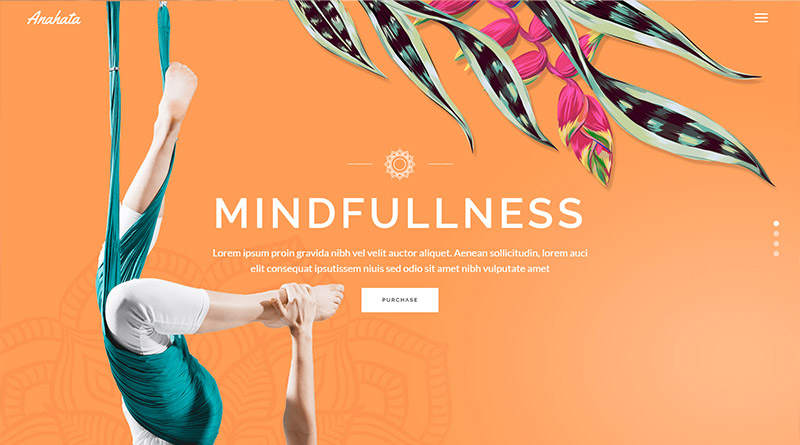 Anahata
MINDFULLNESS
Lorem ipsum proin gravida nibh vel velit auctor aliquet. Aenean sollicitudin, lorem auci
elit consequat ipsutissem niuis sed odio sit amet nibh vulputate amet
PURCHASE